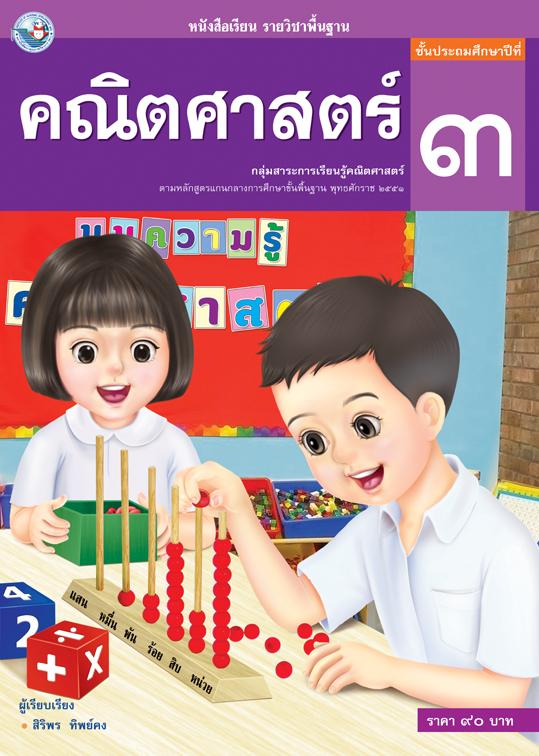 หนังสือเรียน รายวิชาพื้นฐาน
ชั้นประถมศึกษาปีที่
คณิตศาสตร์ ๓
กลุ่มสาระการเรียนรู้คณิตศาสตร์
ตามหลักสูตรแกนกลางการศึกษาขั้นพื้นฐาน พุทธศักราช ๒๕๕๑
มุมความรู้
แสน หมื่น พัน ร้อย สิบ หน่วย
4
2
÷
+ ×
ผู้เรียบเรียง
• สิริพร ทิพย์คง
ราคา ๙๐ บาท